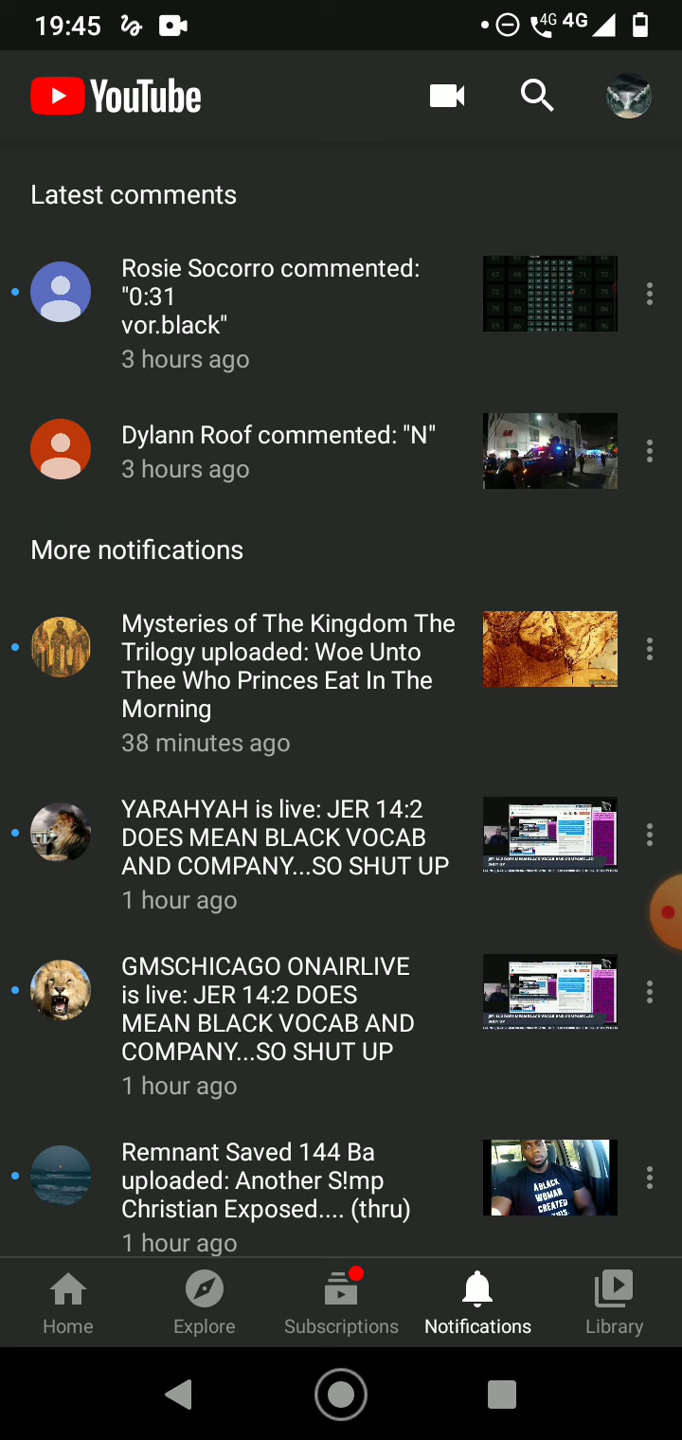 19:45
4G 4G
YouTube
Latest comments
Rosie Socorro commented:
"0:31
vor.black"
3 hours ago
Dylann Roof commented: "N"
3 hours ago
More notifications
Mysteries of The Kingdom The
Trilogy uploaded: Woe Unto
Thee Who Princes Eat In The
Morning
38 minutes ago
YARAHYAH is live: JER 14:2
DOES MEAN BLACK VOCAB
AND COMPANY...SO SHUT UP
1 hour ago
GMSCHICAGO ONAIRLIVE
is live: JER 14:2 DOES
MEAN BLACK VOCAB AND
COMPANY...SO SHUT UP
1 hour ago
Remnant Saved 144 Ba
uploaded: Another S!mp
Christian Exposed.... (thru)
1 hour ago
A BLACK
WOMAN
CREATED
Home Explore Subscriptions Notifications Library